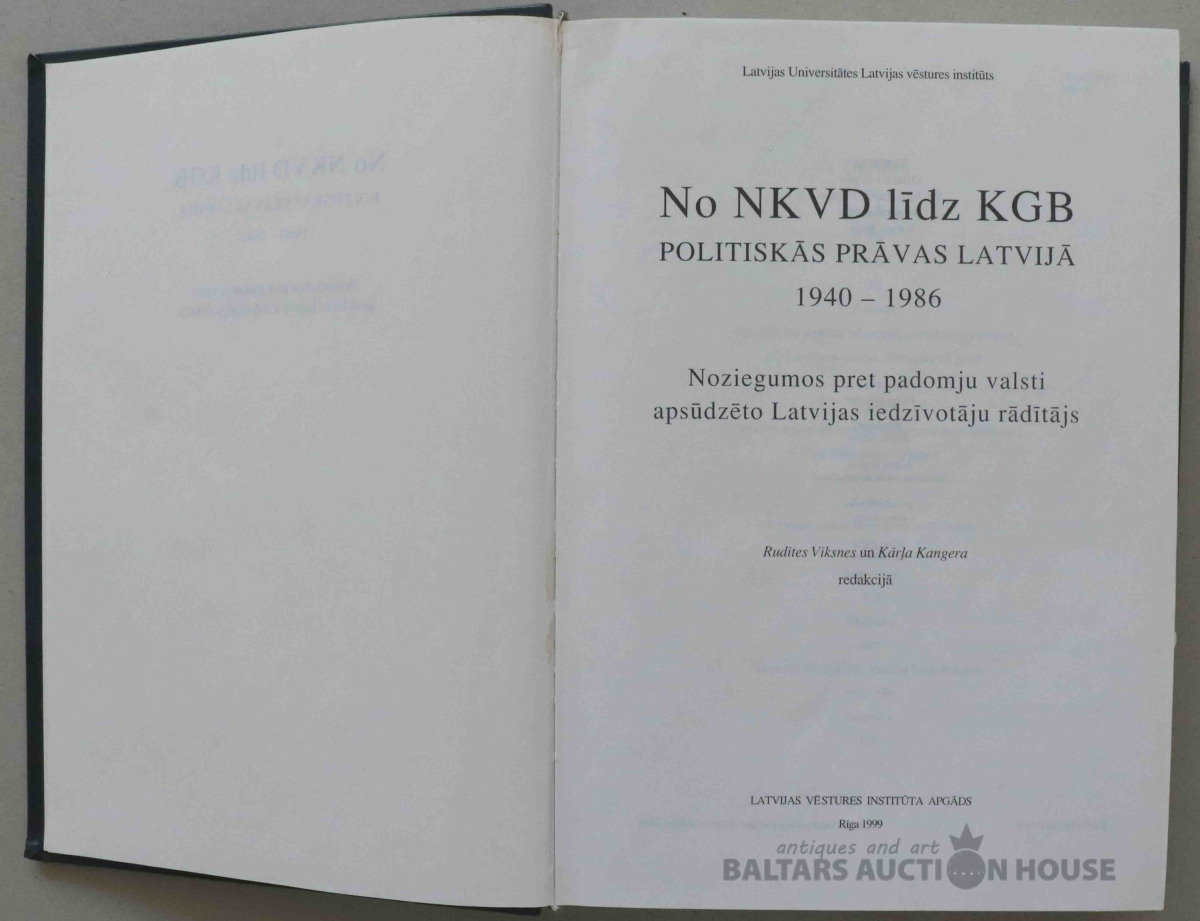 Latvijas Universitātes Latvijas vēstures institūts
No NKVD līdz KGB
POLITISKĀS PRĀVAS LATVIJĀ
1940 – 1986
Noziegumos pret padomju valsti
apsūdzēto Latvijas iedzīvotāju rādītājs
Rudītes Vīksnes un Kārļa Kangera
redakcijā
LATVIJAS VĒSTURES INSTITŪTA APGĀDS
Rīga 1999
antiques and art
BALTARS AUCTION HOUSE